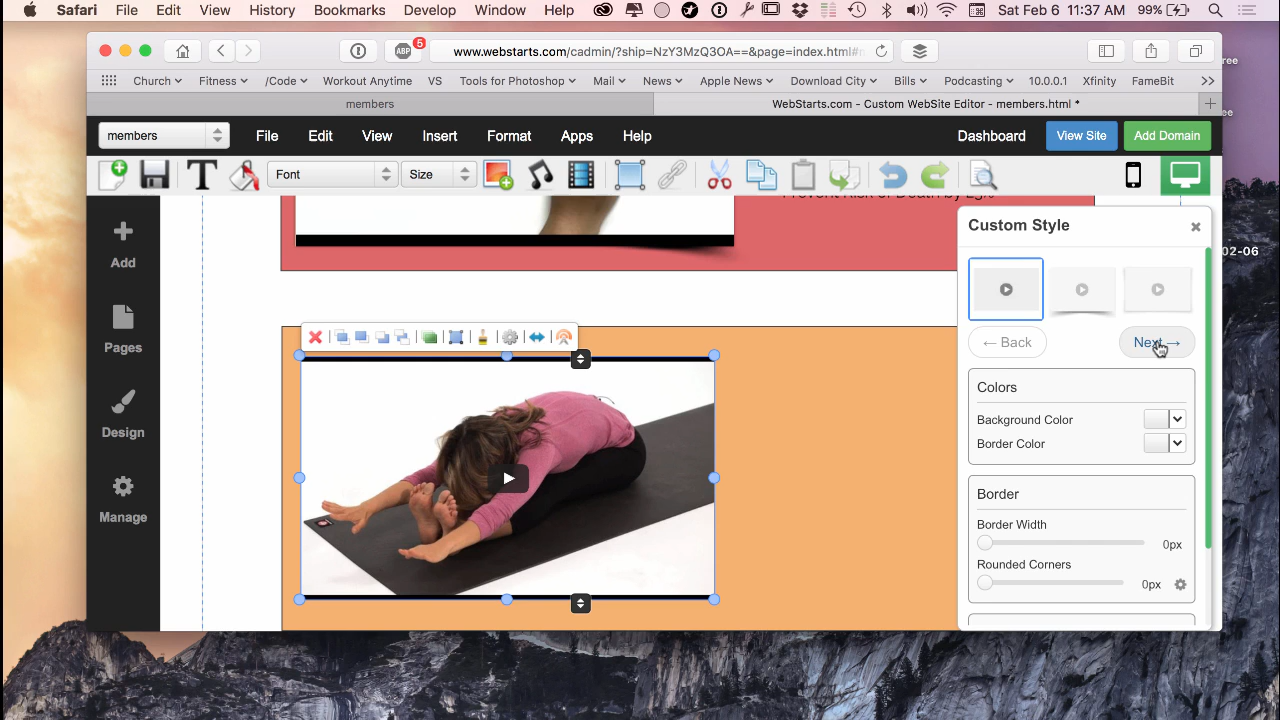 Safari File Edit View History Bookmarks Develop Window Help Sat Feb 6 11:37 AM 99%
ree
ABP 5 www.webstarts.com/cadmin/?ship=NzY3MzQ3OA==&page=index.html#
Church Fitness /Code Workout Anytime VS Tools for Photoshop Mail News Apple News Download City Bills Podcasting 10.0.0.1 Xfinity FameBit
members WebStarts.com - Custom WebSite Editor - members.html *
members File Edit View Insert Format Apps Help Dashboard View Site Add Domain
T Font Size
Add
Pages
Design
Manage
02-06
Custom Style
← Back Next →
Colors
Background Color
Border Color
Border
Border Width
0px
Rounded Corners
0px